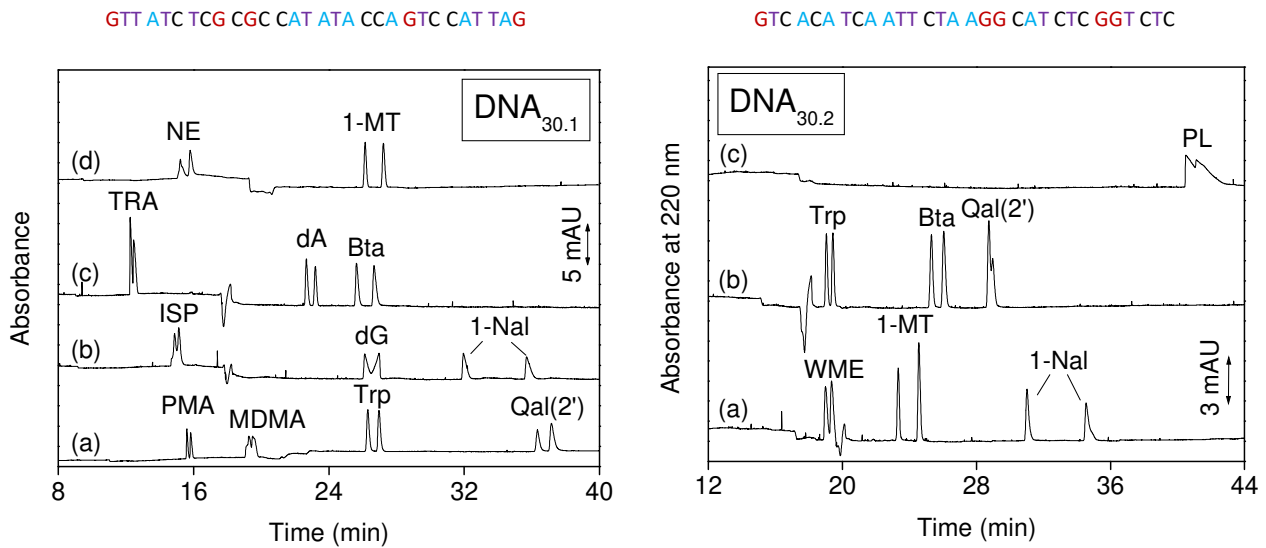 GTT ATC TCG CGC CAT ATA CCA GTC CAT TAG
GTC ACA TCA ATT CTA AGG CAT CTC GGT CTC
Absorbance
DNA30.1
NE
1-MT
(d)
TRA
dA
Bta
5 mAU
(c)
ISP
dG
1-Nal
(b)
PMA
MDMA
Trp
Qal(2')
(a)
8 16 24 32 40
Time (min)
Absorbance at 220 nm
DNA30.2
PL
(c)
Trp
Bta
Qal(2')
(b)
1-MT
WME
1-Nal
3 mAU
(a)
12 20 28 36 44
Time (min)